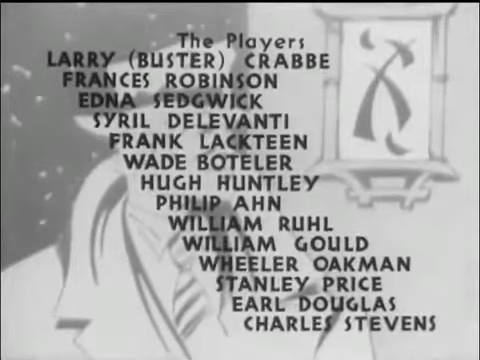 The Players
LARRY (BUSTER) CRABBE
FRANCES ROBINSON
EDNA SEDGWICK
SYRIL DELEVANTI
FRANK LACKTEEN
WADE BOTELER
HUGH HUNTLEY
PHILIP AHN
WILLIAM RUHL
WILLIAM GOULD
WHEELER OAKMAN
STANLEY PRICE
EARL DOUGLAS
CHARLES STEVENS